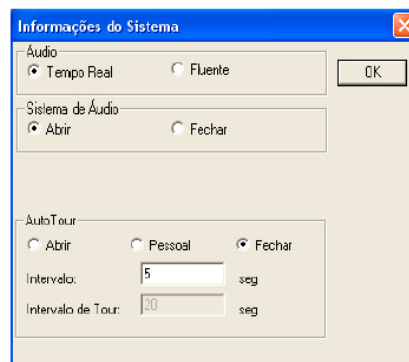 Informações do Sistema
Áudio
Tempo Real Fluente
OK
Sistema de Áudio
Abrir Fechar
AutoTour
Abrir Pessoal Fechar
Intervalo: 5 seg
Intervalo de Tour: 20 seg